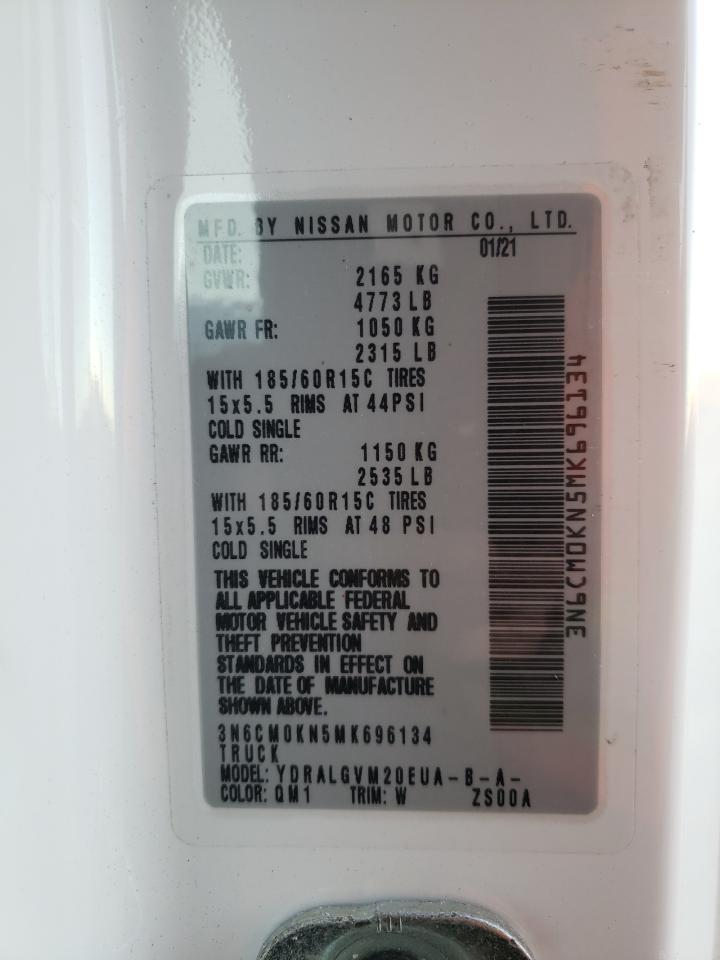 MFD. BY NISSAN MOTOR CO., LTD.
DATE: 01/21
GVWR: 2165 KG
4773 LB
GAWR FR: 1050 KG
2315 LB
WITH 185/60R15C TIRES
15x5.5 RIMS AT 44PSI
COLD SINGLE
GAWR RR: 1150 KG
2535 LB
WITH 185/60R15C TIRES
15x5.5 RIMS AT 48 PSI
COLD SINGLE
THIS VEHICLE CONFORMS TO
ALL APPLICABLE FEDERAL
MOTOR VEHICLE SAFETY AND
THEFT PREVENTION
STANDARDS IN EFFECT ON
THE DATE OF MANUFACTURE
SHOWN ABOVE.
3N6CM0KN5MK696134
TRUCK
MODEL: YDRALGVM20EUA-B-A-
COLOR: QM1 TRIM: W ZS00A
3N6CM0KN5MK696134